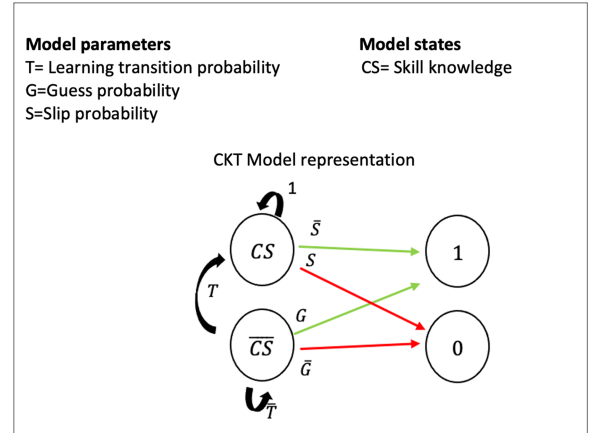 Model parameters
Model states
T= Learning transition probability
CS= Skill knowledge
G=Guess probability
S=Slip probability
CKT Model representation
1
S̄
CS
S
1
T
G
C̅S̅
0
Ḡ
T̄